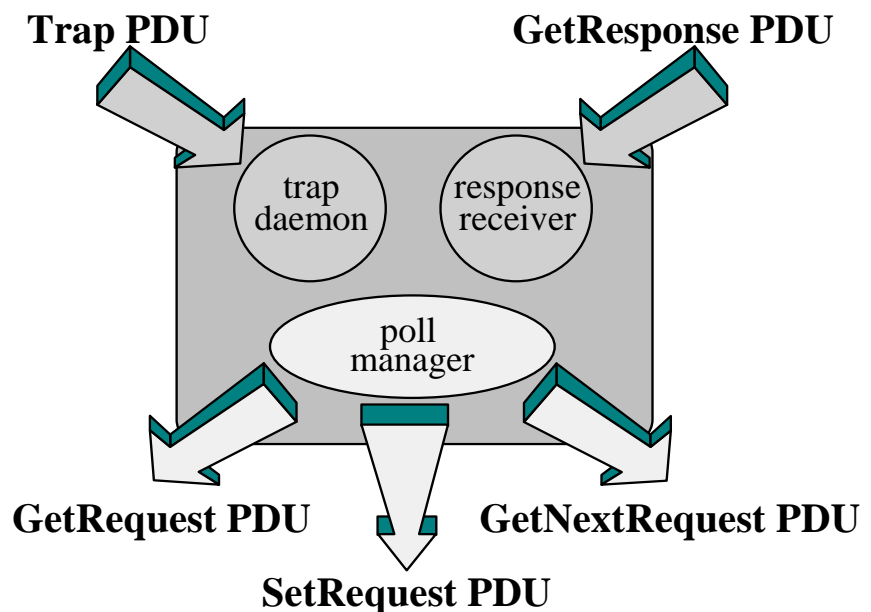 Trap PDU
GetResponse PDU
trap
daemon
response
receiver
poll
manager
GetRequest PDU
GetNextRequest PDU
SetRequest PDU